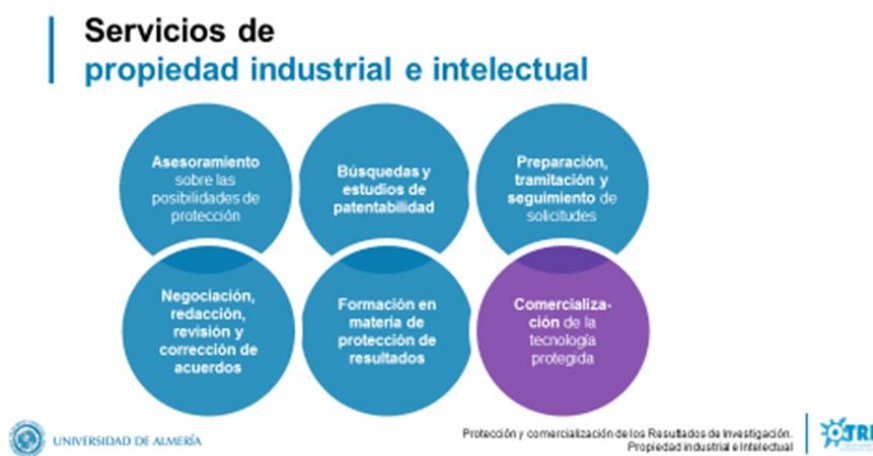 Servicios de
propiedad industrial e intelectual
Asesoramiento
sobre las
posibilidades de
protección
Búsquedas y
estudios de
patentabilidad
Preparación,
tramitación y
seguimiento de
solicitudes
Negociación,
redacción,
revisión y
corrección de
acuerdos
Formación en
materia de
protección de
resultados
Comercializa-
ción de la
tecnología
protegida
UNIVERSIDAD DE ALMERÍA
Protección y comercialización de los Resultados de Investigación.
Propiedad industrial e Intelectual